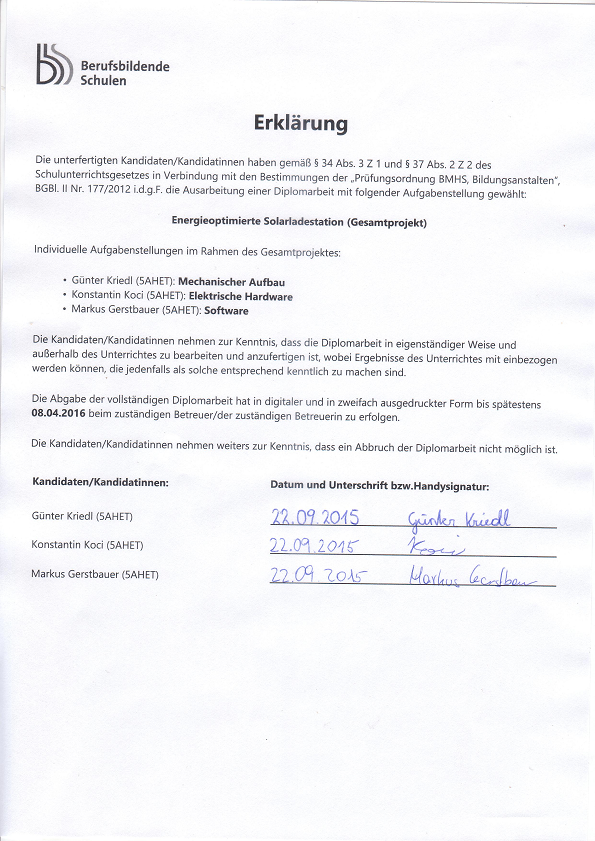 Berufsbildende
Schulen
Erklärung
Die unterfertigten Kandidaten/Kandidatinnen haben gemäß § 34 Abs. 3 Z 1 und § 37 Abs. 2 Z 2 des
Schulunterrichtsgesetzes in Verbindung mit den Bestimmungen der „Prüfungsordnung BMHS, Bildungsanstalten",
BGBl. II Nr. 177/2012 i.d.g.F. die Ausarbeitung einer Diplomarbeit mit folgender Aufgabenstellung gewählt:
Energieoptimierte Solarladestation (Gesamtprojekt)
Individuelle Aufgabenstellungen im Rahmen des Gesamtprojektes:
• Günter Kriedl (5AHET): Mechanischer Aufbau
• Konstantin Koci (5AHET): Elektrische Hardware
• Markus Gerstbauer (5AHET): Software
Die Kandidaten/Kandidatinnen nehmen zur Kenntnis, dass die Diplomarbeit in eigenständiger Weise und
außerhalb des Unterrichtes zu bearbeiten und anzufertigen ist, wobei Ergebnisse des Unterrichtes mit einbezogen
werden können, die jedenfalls als solche entsprechend kenntlich zu machen sind.
Die Abgabe der vollständigen Diplomarbeit hat in digitaler und in zweifach ausgedruckter Form bis spätestens
08.04.2016 beim zuständigen Betreuer/der zuständigen Betreuerin zu erfolgen.
Die Kandidaten/Kandidatinnen nehmen weiters zur Kenntnis, dass ein Abbruch der Diplomarbeit nicht möglich ist.
Kandidaten/Kandidatinnen: Datum und Unterschrift bzw.Handysignatur:
Günter Kriedl (5AHET) 22.09.2015 Günter Kriedl
Konstantin Koci (5AHET) 22.09.2015 Koci
Markus Gerstbauer (5AHET) 22.09 2015 Markus